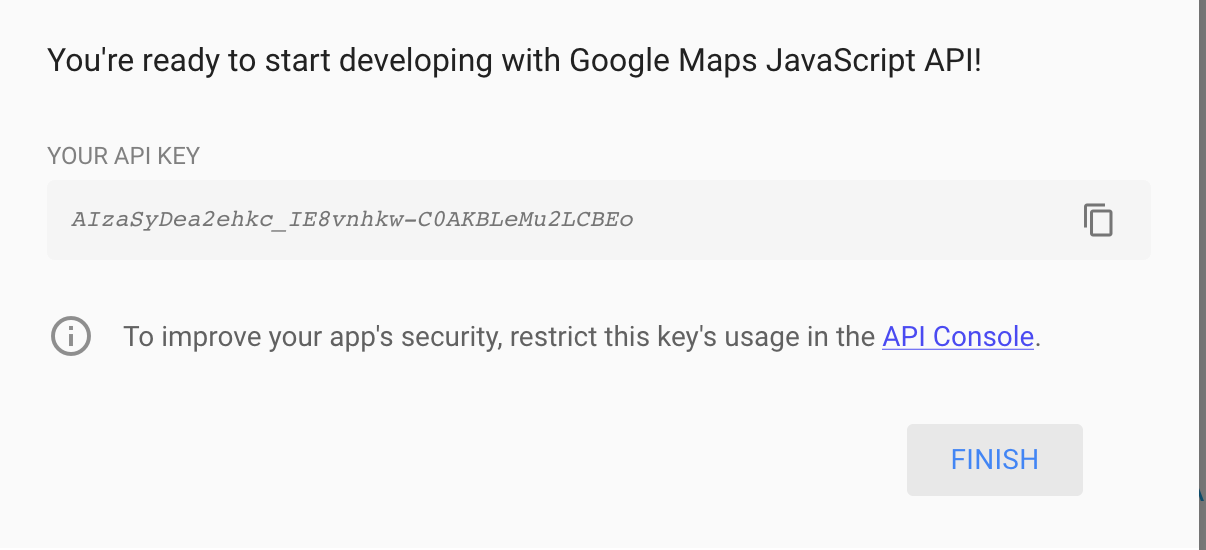 You're ready to start developing with Google Maps JavaScript API!
YOUR API KEY
AIzaSyDea2ehkc_IE8vnhkw-C0AKBLeMu2LCBEo
To improve your app's security, restrict this key's usage in the API Console.
FINISH